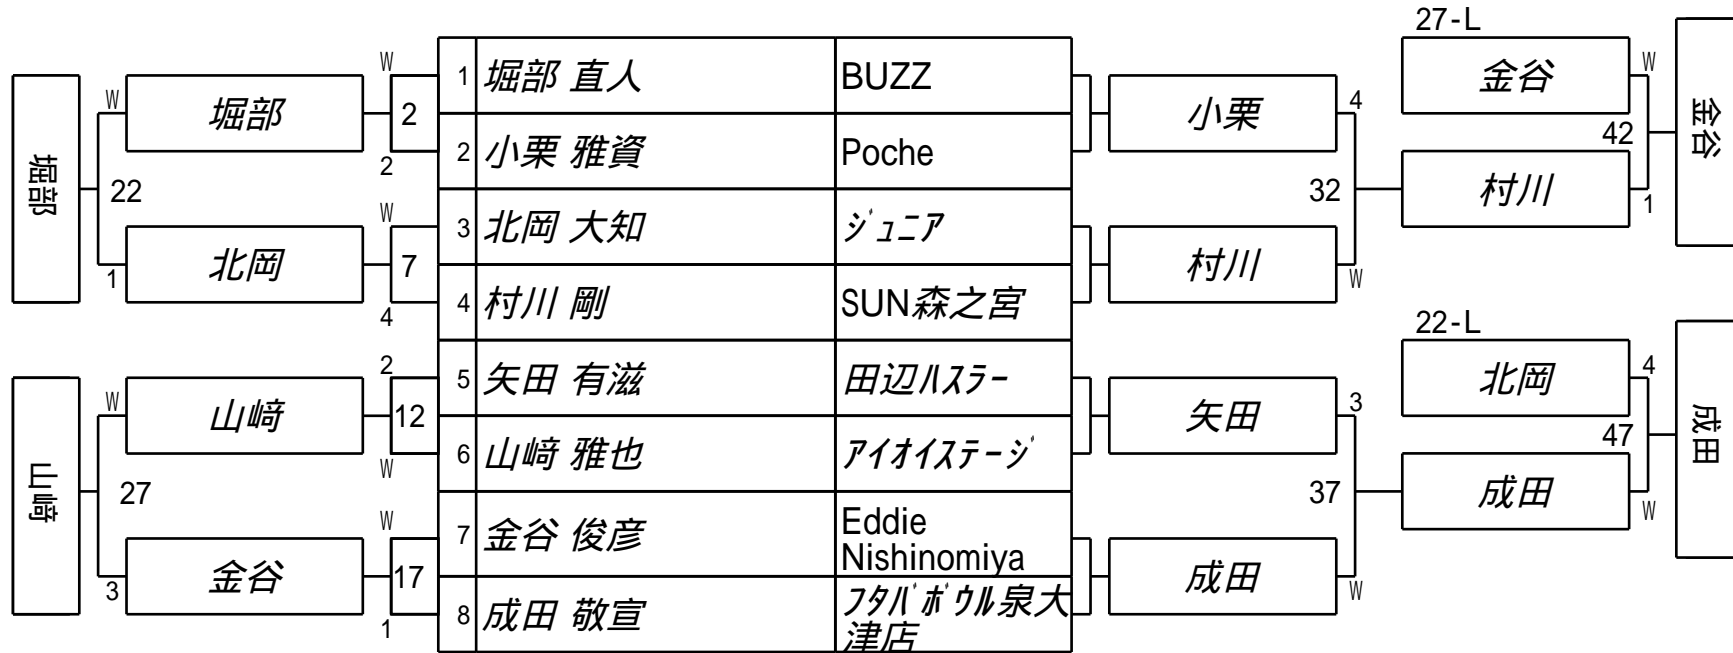 堀部
W
堀部
22
1
北岡
W
2
2
W
7
4
山﨑
W
山﨑
27
3
金谷
2
12
W
W
17
1
1 堀部 直人 BUZZ
2 小栗 雅資 Poche
3 北岡 大知 ｼﾞｭﾆｱ
4 村川 剛 SUN森之宮
5 矢田 有滋 田辺ﾊｽﾗｰ
6 山﨑 雅也 ｱｲｵｲｽﾃｰｼﾞ
7 金谷 俊彦 Eddie
Nishinomiya
8 成田 敬宣 ﾌﾀﾊﾞﾎﾞｳﾙ泉大
津店
小栗
4
32
村川
W
矢田
3
37
成田
W
27-L
金谷
W
42
村川
1
金谷
22-L
北岡
4
47
成田
W
成田